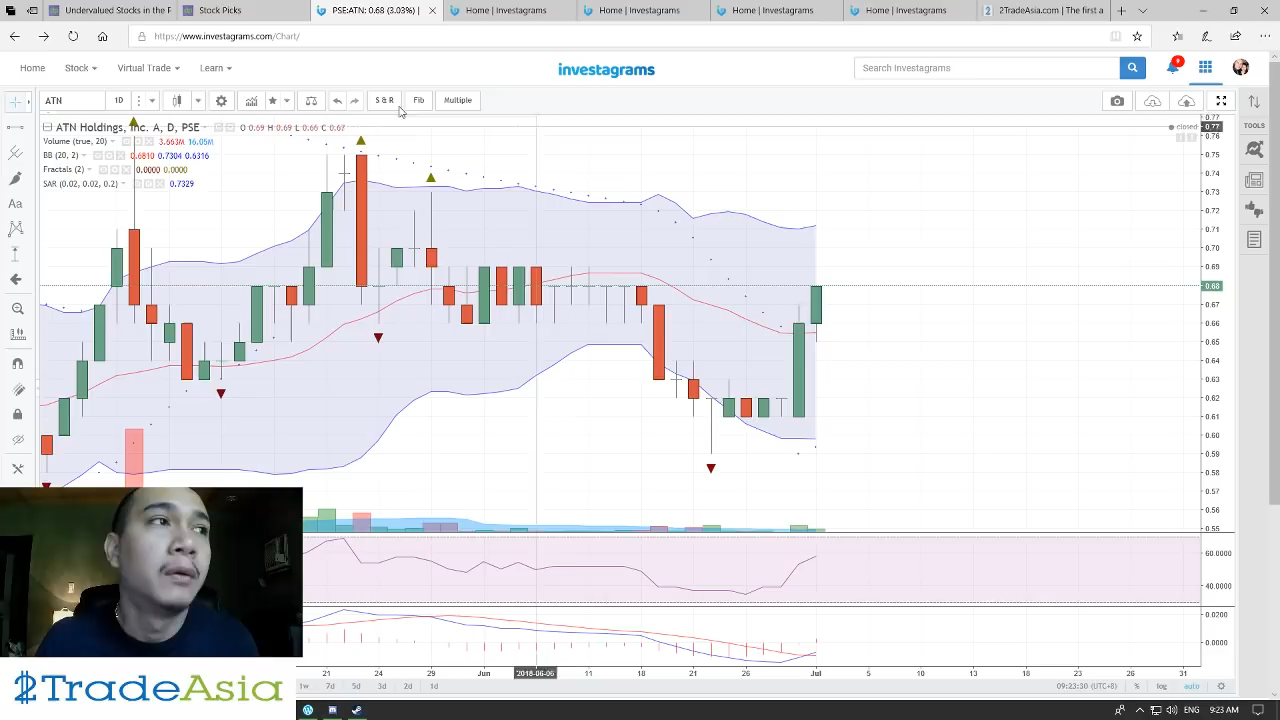 Undervalued Stocks in the F
Stock Picks
PSE:ATN: 0.68 (3.03%) |
Home | Investagrams
Home | Investagrams
Home | Investagrams
Home | Investagrams
2TradeAsia.com | The first a
https://www.investagrams.com/Chart/
Home
Stock
Virtual Trade
Learn
investagrams
Search Investagrams
ATN
1D
S & R
Fib
Multiple
ATN Holdings, Inc. A, D, PSE
O 0.69 H 0.69 L 0.66 C 0.67
closed
Volume (true, 20)
3.663M 16.05M
BB (20, 2)
0.6810 0.7304 0.6316
Fractals (2)
0.0000 0.0000
SAR (0.02, 0.02, 0.2)
0.7329
TOOLS
0.77
0.77
0.76
0.75
0.74
0.73
0.72
0.71
0.70
0.69
0.68
0.67
0.66
0.65
0.64
0.63
0.62
0.61
0.60
0.59
0.58
0.57
0.56
0.55
60.0000
40.0000
0.0200
0.0000
21
24
29
Jun
2018-06-06
11
18
21
26
Jul
5
10
13
18
23
26
31
1m
7d
5d
3d
2d
1d
09:23:30 (UTC+8)
%
log
auto
2TradeAsia
ENG
9:23 AM